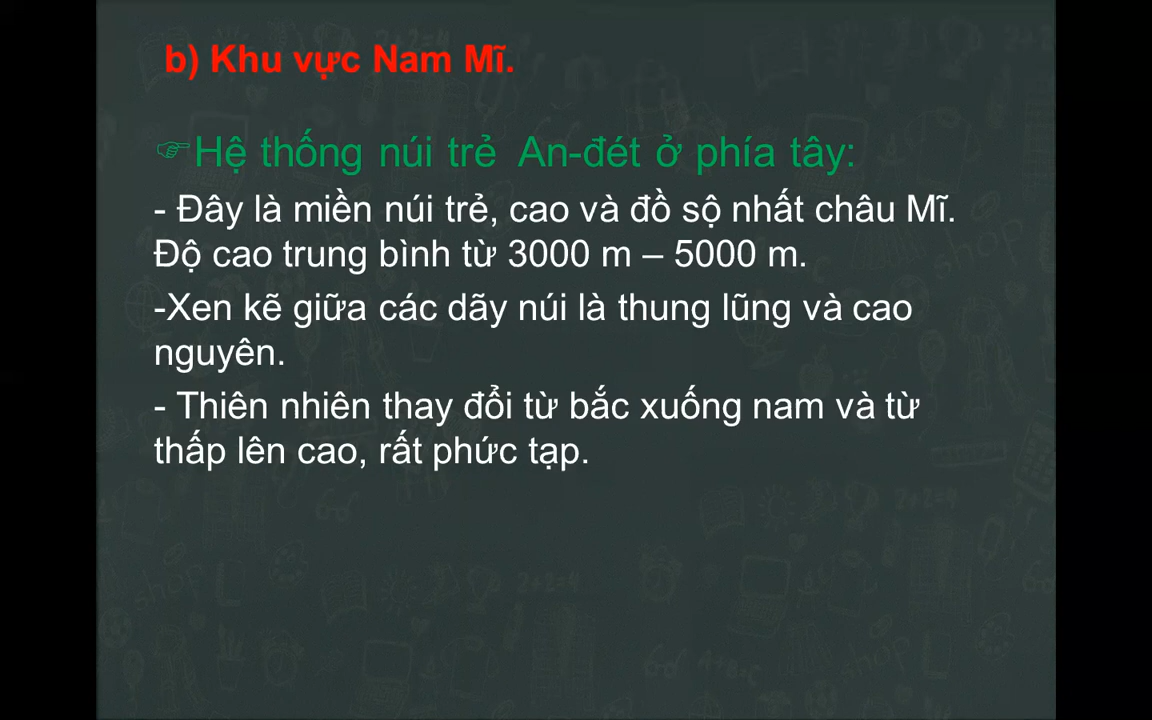 b) Khu vực Nam Mĩ.
☞Hệ thống núi trẻ An-đét ở phía tây:
- Đây là miền núi trẻ, cao và đồ sộ nhất châu Mĩ.
Độ cao trung bình từ 3000 m – 5000 m.
-Xen kẽ giữa các dãy núi là thung lũng và cao
nguyên.
- Thiên nhiên thay đổi từ bắc xuống nam và từ
thấp lên cao, rất phức tạp.